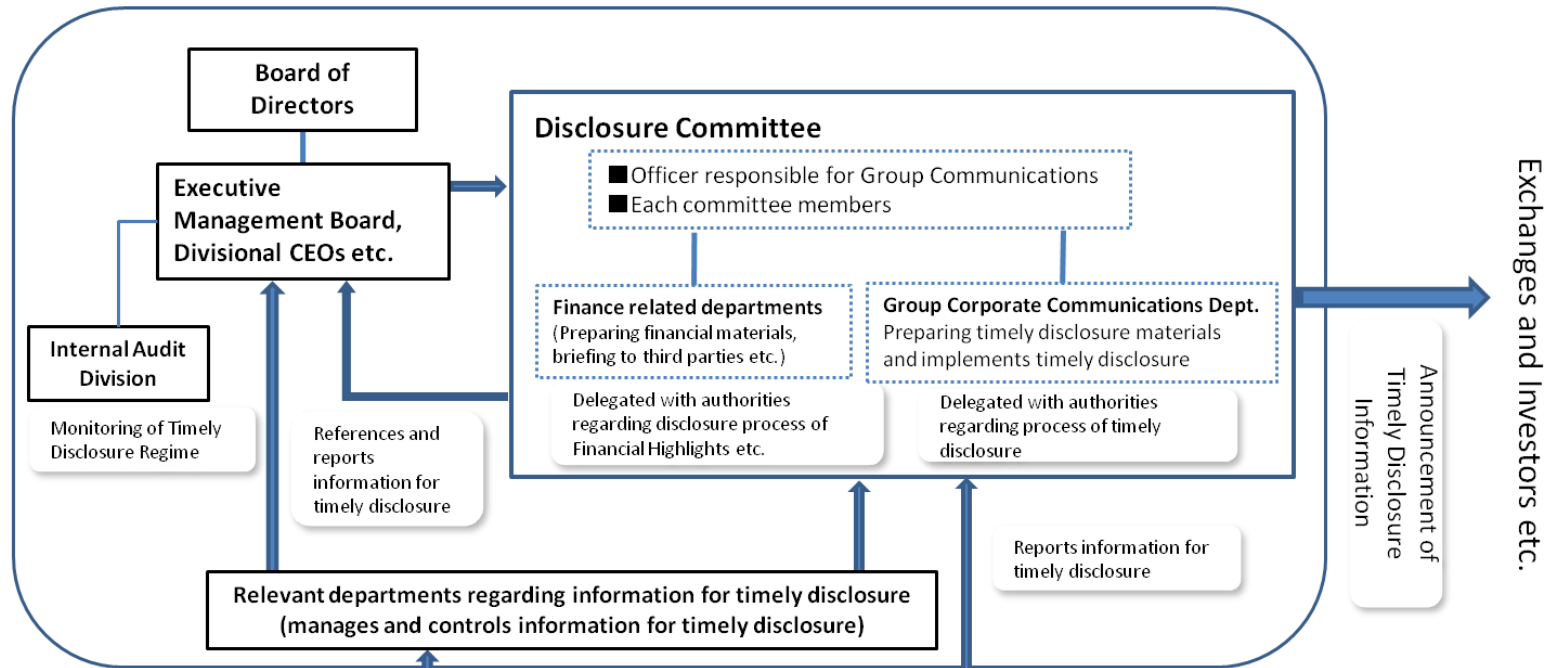 Board of
Directors
Executive
Management Board,
Divisional CEOs etc.
Internal Audit
Division
Monitoring of Timely
Disclosure Regime
References and
reports
information for
timely disclosure
Disclosure Committee
■Officer responsible for Group Communications
■Each committee members
Finance related departments
(Preparing financial materials,
briefing to third parties etc.)
Delegated with authorities
regarding disclosure process of
Financial Highlights etc.
Group Corporate Communications Dept.
Preparing timely disclosure materials
and implements timely disclosure
Delegated with authorities
regarding process of timely
disclosure
Relevant departments regarding information for timely disclosure
(manages and controls information for timely disclosure)
Reports information for
timely disclosure
Announcement of
Timely Disclosure
Information
Exchanges and Investors etc.